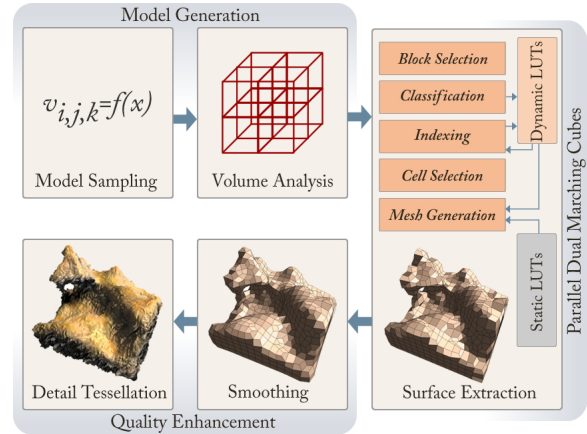 Model Generation
v_{i,j,k}=f(x)
Model Sampling
Volume Analysis
Block Selection
Classification
Indexing
Cell Selection
Mesh Generation
Dynamic LUTs
Static LUTs
Surface Extraction
Parallel Dual Marching Cubes
Detail Tessellation
Smoothing
Quality Enhancement